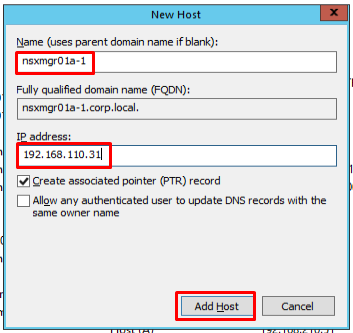 New Host
x
Name (uses parent domain name if blank):
nsxmgr01a-1
Fully qualified domain name (FQDN):
nsxmgr01a-1.corp.local.
IP address:
192.168.110.31
Create associated pointer (PTR) record
Allow any authenticated user to update DNS records with the
same owner name
Add Host
Cancel